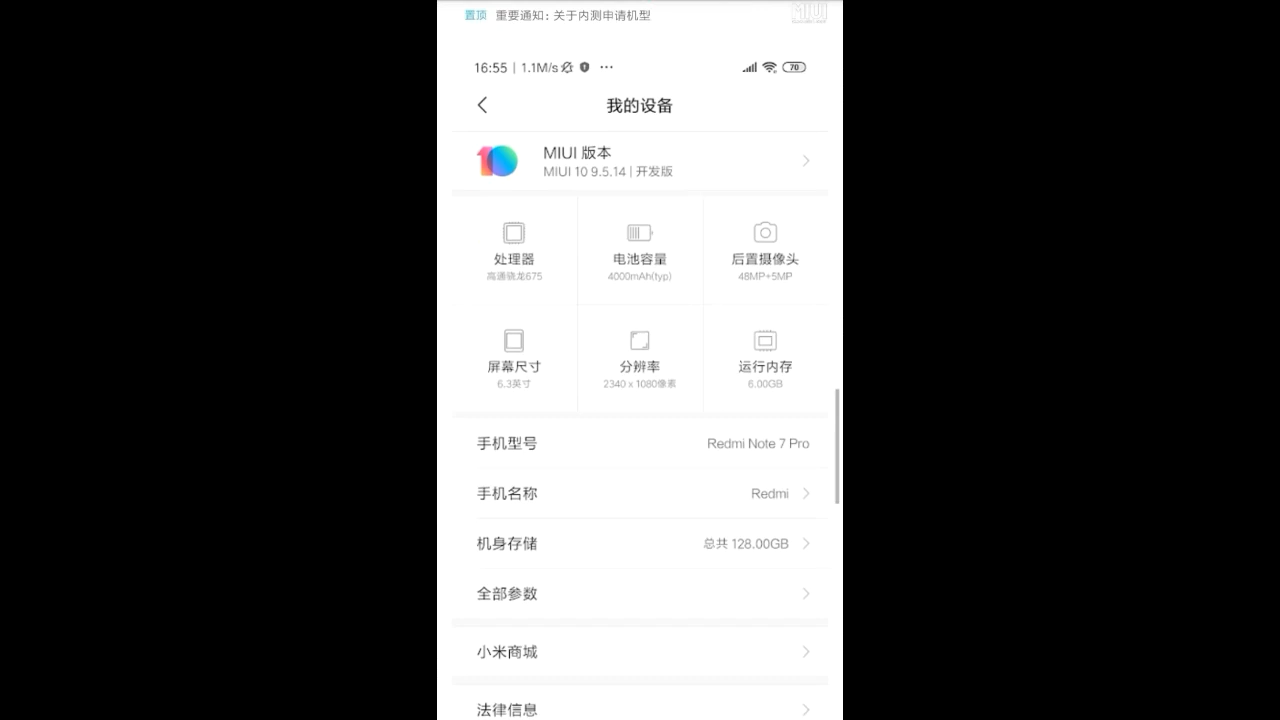 置顶 重要通知：关于内测申请机型
MIUI
16:55 | 1.1M/s
70
我的设备
10
MIUI 版本
MIUI 10 9.5.14 | 开发版
处理器
高通骁龙675
电池容量
4000mAh(typ)
后置摄像头
48MP+5MP
屏幕尺寸
6.3英寸
分辨率
2340 x 1080像素
运行内存
6.00GB
手机型号 Redmi Note 7 Pro
手机名称 Redmi
机身存储 总共 128.00GB
全部参数
小米商城
法律信息